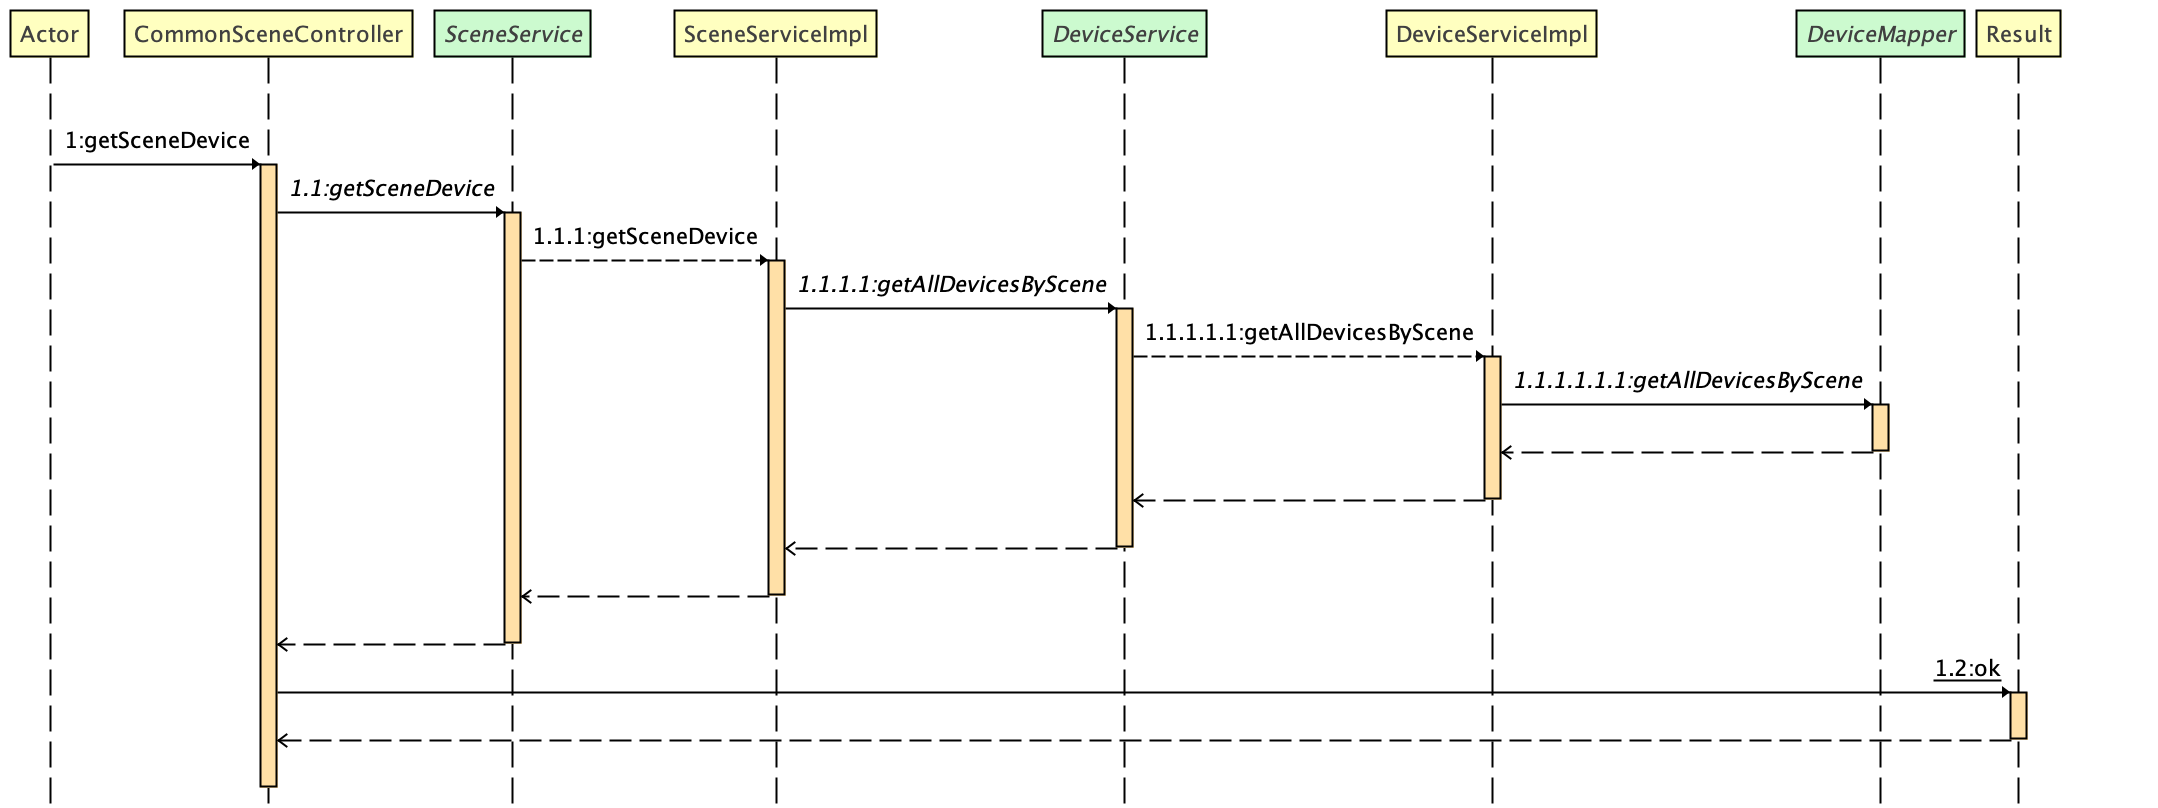 Actor
CommonSceneController
SceneService
SceneServiceImpl
DeviceService
DeviceServiceImpl
DeviceMapper
Result
1:getSceneDevice
1.1:getSceneDevice
1.1.1:getSceneDevice
1.1.1.1:getAllDevicesByScene
1.1.1.1.1:getAllDevicesByScene
1.1.1.1.1.1:getAllDevicesByScene
1.2:ok